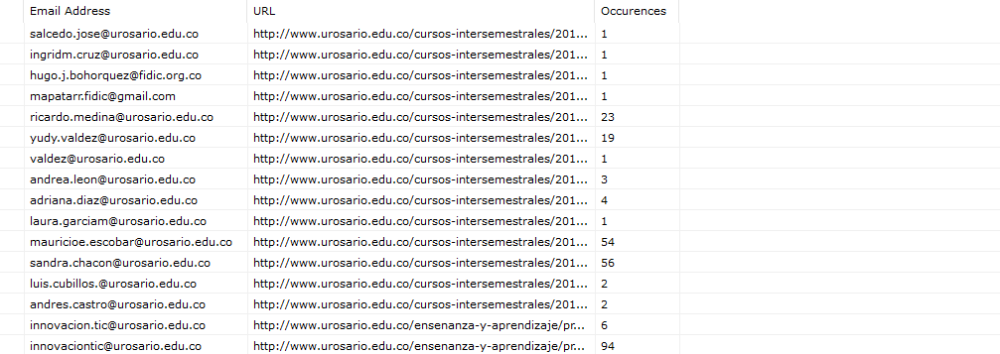 Email Address URL Occurences
salcedo.jose@urosario.edu.co http://www.urosario.edu.co/cursos-intersemestrales/201... 1
ingridm.cruz@urosario.edu.co http://www.urosario.edu.co/cursos-intersemestrales/201... 1
hugo.j.bohorquez@fidic.org.co http://www.urosario.edu.co/cursos-intersemestrales/201... 1
mapatarr.fidic@gmail.com http://www.urosario.edu.co/cursos-intersemestrales/201... 1
ricardo.medina@urosario.edu.co http://www.urosario.edu.co/cursos-intersemestrales/201... 23
yudy.valdez@urosario.edu.co http://www.urosario.edu.co/cursos-intersemestrales/201... 19
valdez@urosario.edu.co http://www.urosario.edu.co/cursos-intersemestrales/201... 1
andrea.leon@urosario.edu.co http://www.urosario.edu.co/cursos-intersemestrales/201... 3
adriana.diaz@urosario.edu.co http://www.urosario.edu.co/cursos-intersemestrales/201... 4
laura.garciam@urosario.edu.co http://www.urosario.edu.co/cursos-intersemestrales/201... 1
mauricioe.escobar@urosario.edu.co http://www.urosario.edu.co/cursos-intersemestrales/201... 54
sandra.chacon@urosario.edu.co http://www.urosario.edu.co/cursos-intersemestrales/201... 56
luis.cubillos.@urosario.edu.co http://www.urosario.edu.co/cursos-intersemestrales/201... 2
andres.castro@urosario.edu.co http://www.urosario.edu.co/cursos-intersemestrales/201... 2
innovacion.tic@urosario.edu.co http://www.urosario.edu.co/ensenanza-y-aprendizaje/pr... 6
innovaciontic@urosario.edu.co http://www.urosario.edu.co/ensenanza-y-aprendizaje/pr... 94